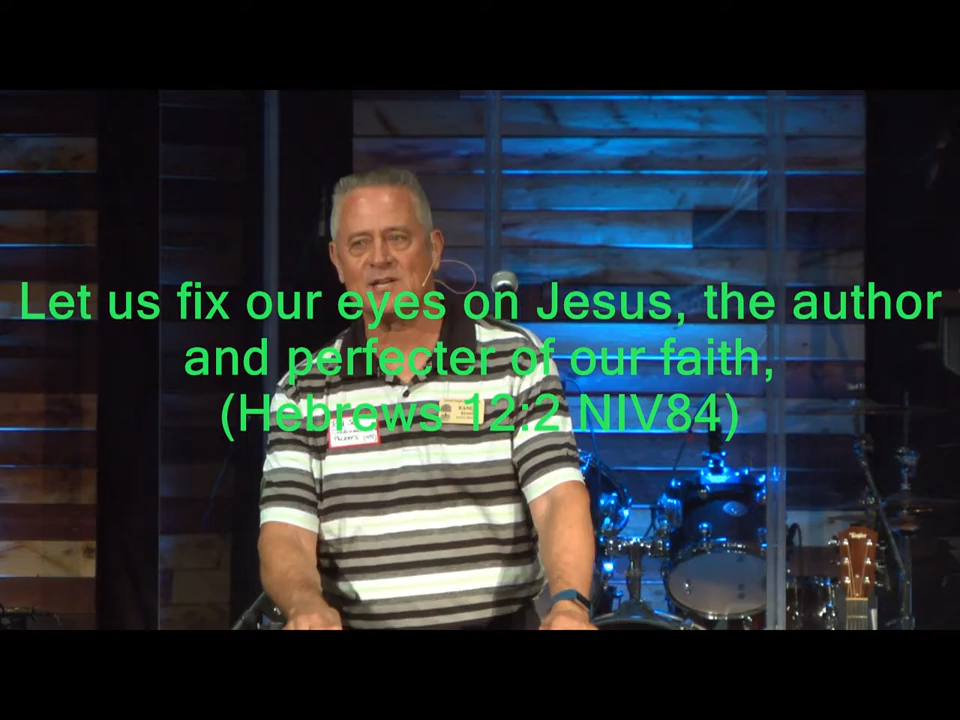 Let us fix our eyes on Jesus, the author
and perfecter of our faith,
(Hebrews 12:2 NIV84)